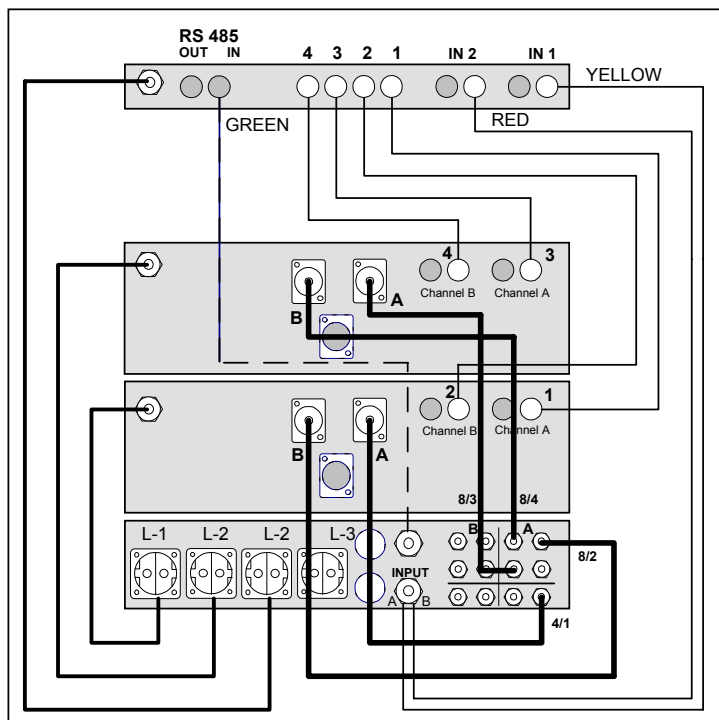 RS 485
OUT IN 4 3 2 1 IN 2 IN 1
YELLOW
GREEN RED
4 3
Channel B Channel A
B A
2 1
Channel B Channel A
B A
8/3 8/4
L-1 L-2 L-2 L-3 B A
8/2
INPUT
A B
4/1